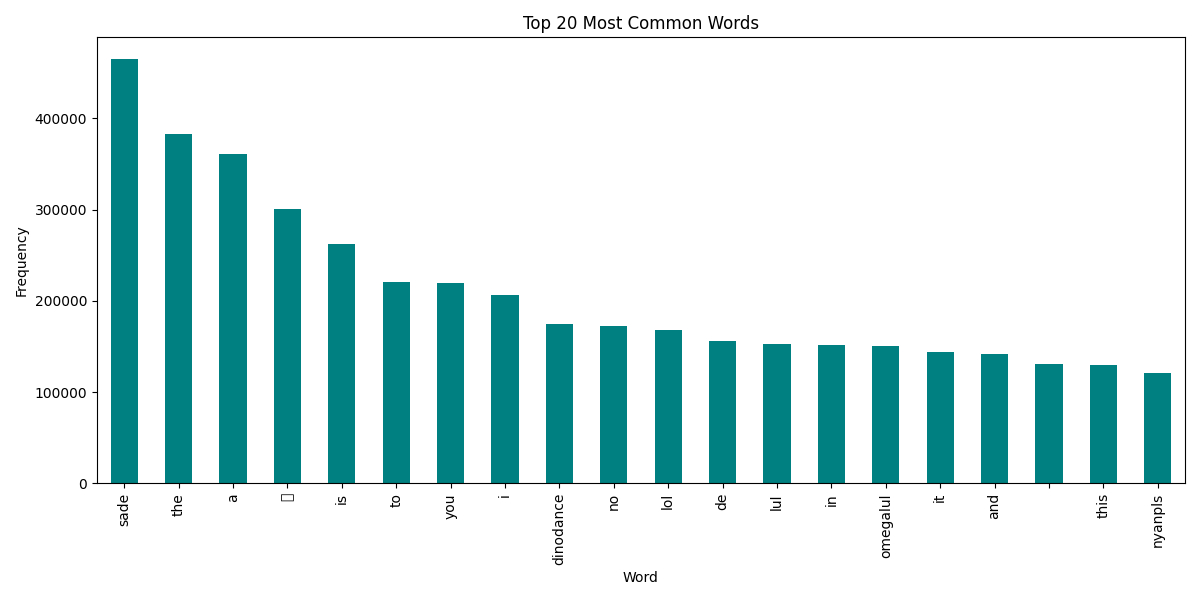 Top 20 Most Common Words
Frequency
400000
300000
200000
100000
0
sade
the
a
is
to
you
i
dinodance
no
lol
de
lul
in
omegalul
it
and
this
nyanpls
Word